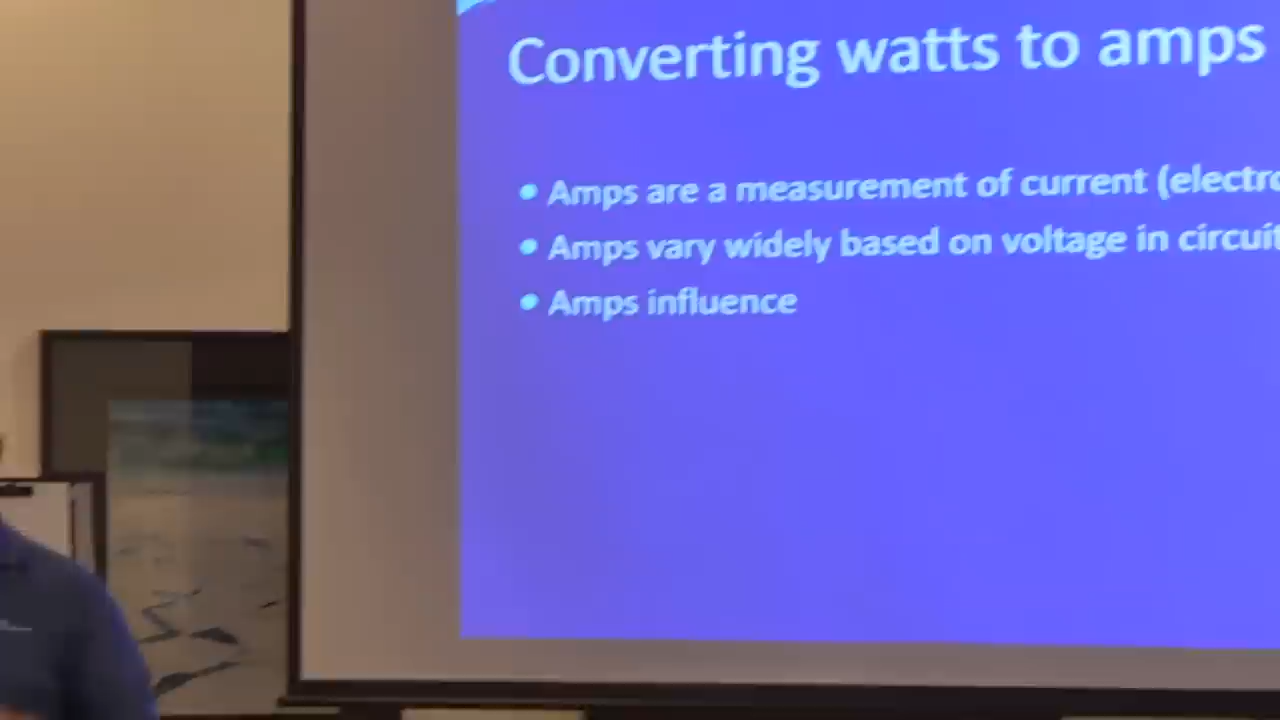 Converting watts to amps
• Amps are a measurement of current (electro
• Amps vary widely based on voltage in circuit
• Amps influence